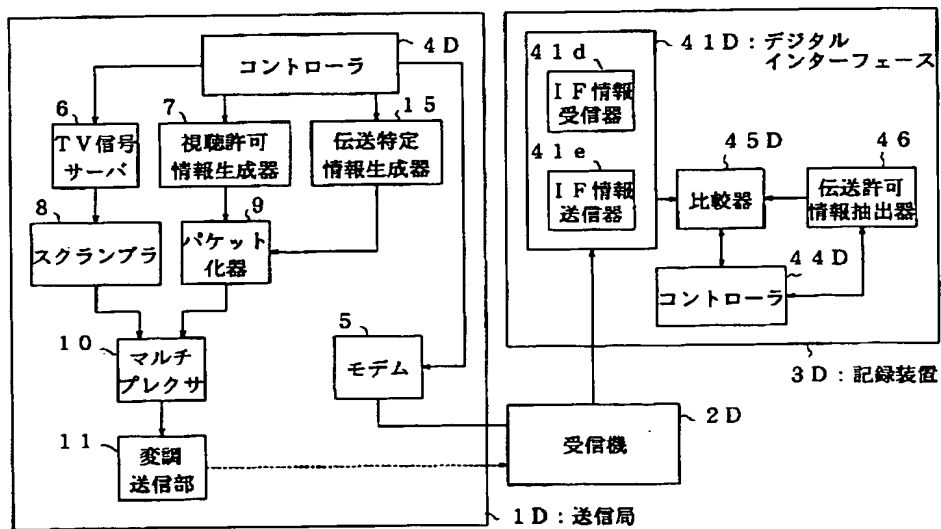 4D
コントローラ
6
TV信号
サーバ
7
視聴許可
情報生成器
15
伝送特定
情報生成器
8
スクランブラ
9
パケット
化器
10
マルチ
プレクサ
5
モデム
11
変調
送信部
1D：送信局
2D
受信機
41D：デジタル
インターフェース
41d
IF情報
受信器
41e
IF情報
送信器
45D
比較器
46
伝送許可
情報抽出器
44D
コントローラ
3D：記録装置